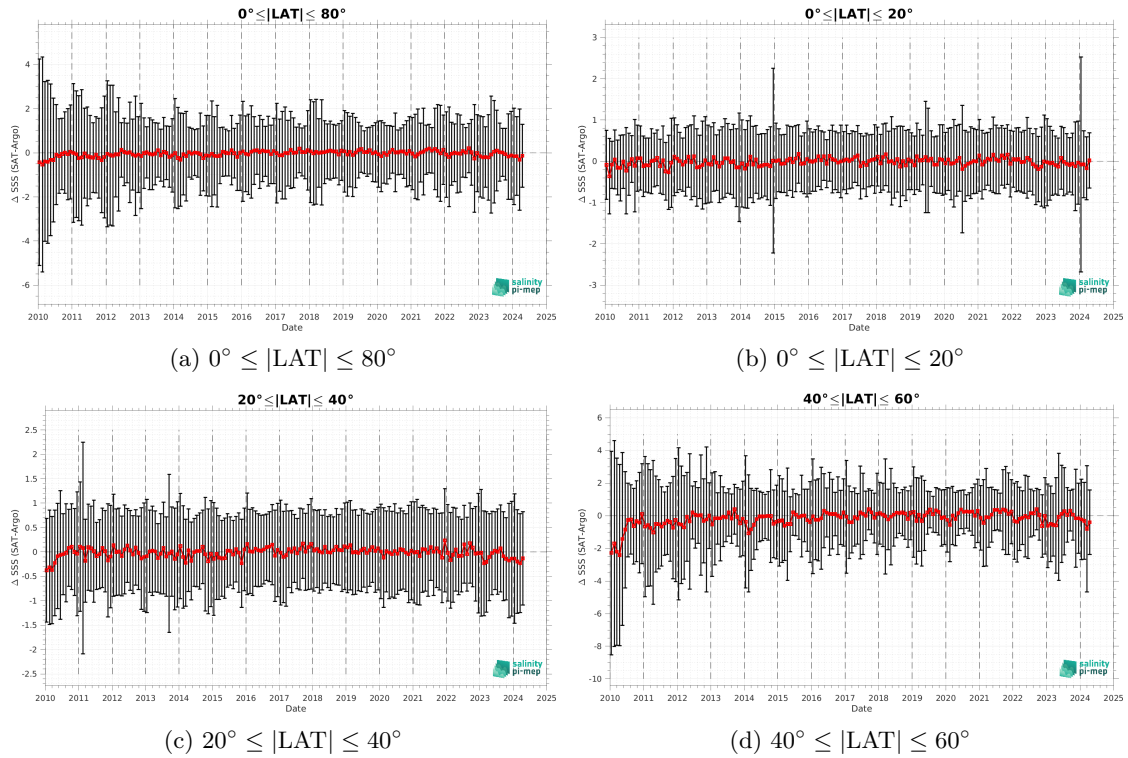 0°≤|LAT|≤ 80°
Δ SSS (SAT-Argo)
4
2
0
-2
-4
-6
2010 2011 2012 2013 2014 2015 2016 2017 2018 2019 2020 2021 2022 2023 2024 2025
Date
salinity
pi-mep
(a) 0° ≤ |LAT| ≤ 80°
0°≤|LAT|≤ 20°
Δ SSS (SAT-Argo)
3
2
1
0
-1
-2
-3
2010 2011 2012 2013 2014 2015 2016 2017 2018 2019 2020 2021 2022 2023 2024 2025
Date
salinity
pi-mep
(b) 0° ≤ |LAT| ≤ 20°
20°≤|LAT|≤ 40°
Δ SSS (SAT-Argo)
2.5
2
1.5
1
0.5
0
-0.5
-1
-1.5
-2
-2.5
2010 2011 2012 2013 2014 2015 2016 2017 2018 2019 2020 2021 2022 2023 2024 2025
Date
salinity
pi-mep
(c) 20° ≤ |LAT| ≤ 40°
40°≤|LAT|≤ 60°
Δ SSS (SAT-Argo)
6
4
2
0
-2
-4
-6
-8
-10
2010 2011 2012 2013 2014 2015 2016 2017 2018 2019 2020 2021 2022 2023 2024 2025
Date
salinity
pi-mep
(d) 40° ≤ |LAT| ≤ 60°